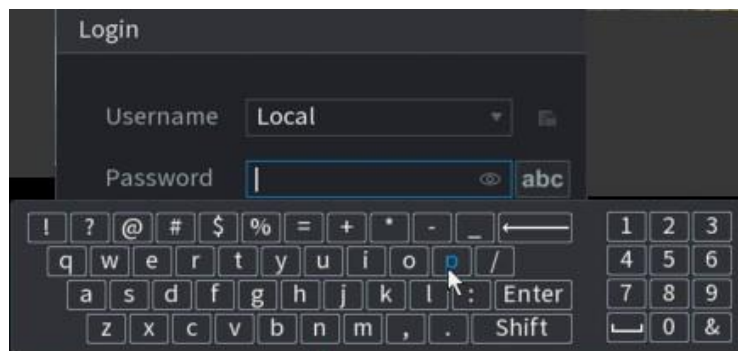 Login
Username Local
Password abc
! ? @ # $ % = + * - _ 1 2 3
q w e r t y u i o p / 4 5 6
a s d f g h j k l : Enter 7 8 9
z x c v b n m , . Shift 0 &